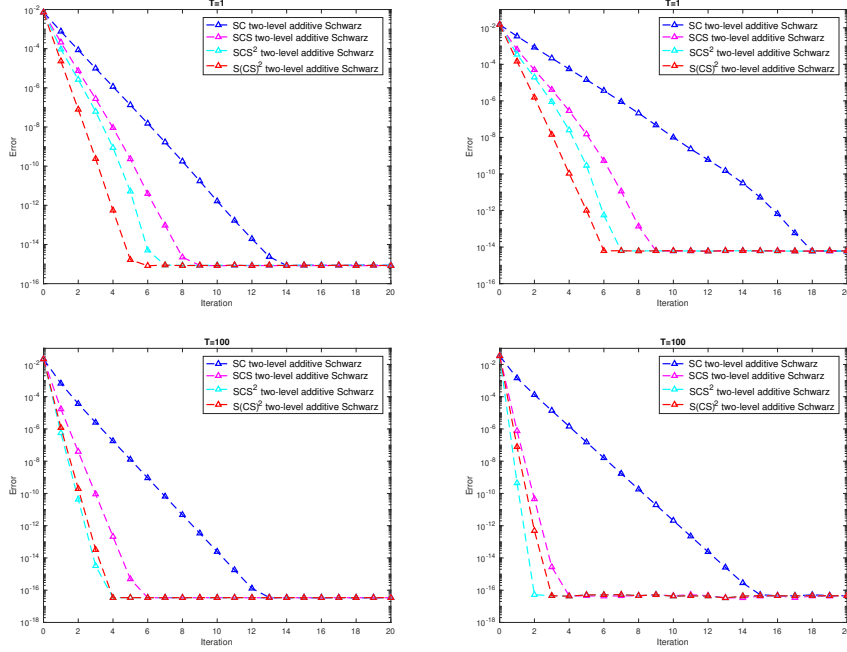 T=1
10^-2
10^-4
10^-6
10^-8
10^-10
10^-12
10^-14
10^-16
Error
SC two-level additive Schwarz
SCS two-level additive Schwarz
SCS² two-level additive Schwarz
S(CS)² two-level additive Schwarz
0 2 4 6 8 10 12 14 16 18 20
Iteration
T=1
10^-2
10^-4
10^-6
10^-8
10^-10
10^-12
10^-14
10^-16
Error
SC two-level additive Schwarz
SCS two-level additive Schwarz
SCS² two-level additive Schwarz
S(CS)² two-level additive Schwarz
0 2 4 6 8 10 12 14 16 18 20
Iteration
T=100
10^-2
10^-4
10^-6
10^-8
10^-10
10^-12
10^-14
10^-16
10^-18
Error
SC two-level additive Schwarz
SCS two-level additive Schwarz
SCS² two-level additive Schwarz
S(CS)² two-level additive Schwarz
0 2 4 6 8 10 12 14 16 18 20
Iteration
T=100
10^-2
10^-4
10^-6
10^-8
10^-10
10^-12
10^-14
10^-16
10^-18
Error
SC two-level additive Schwarz
SCS two-level additive Schwarz
SCS² two-level additive Schwarz
S(CS)² two-level additive Schwarz
0 2 4 6 8 10 12 14 16 18 20
Iteration